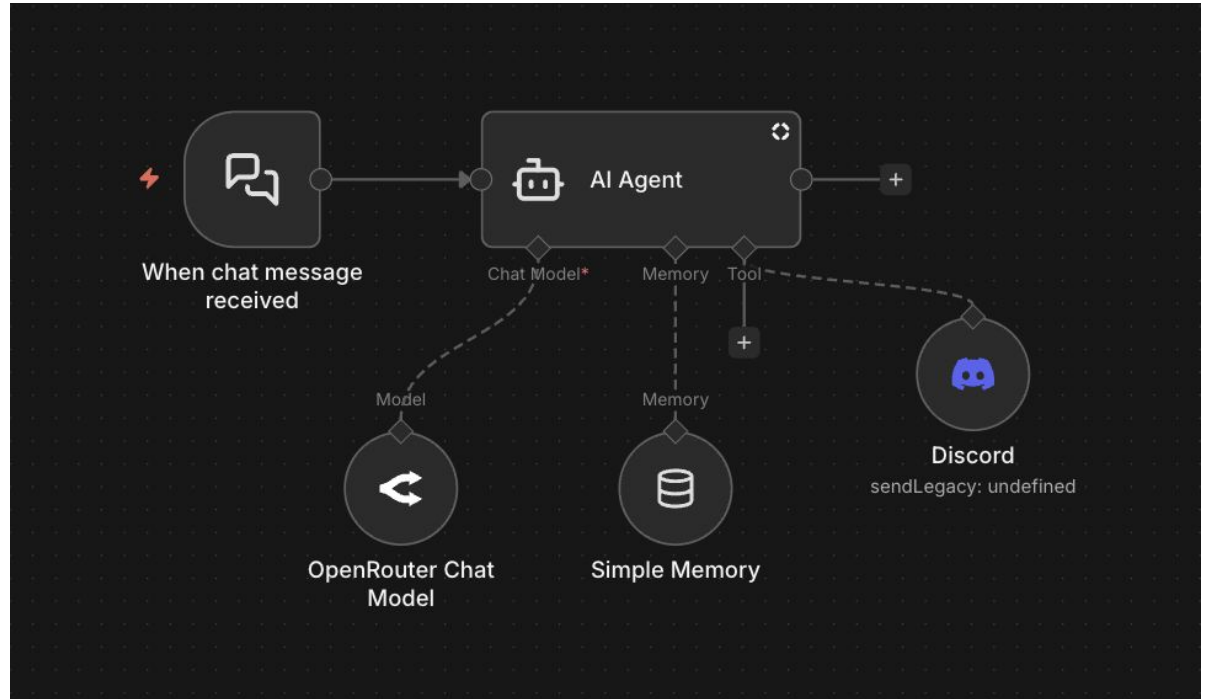 AI Agent
When chat message
received
Chat Model*
Memory
Tool
Model
Memory
OpenRouter Chat
Model
Simple Memory
Discord
sendLegacy: undefined